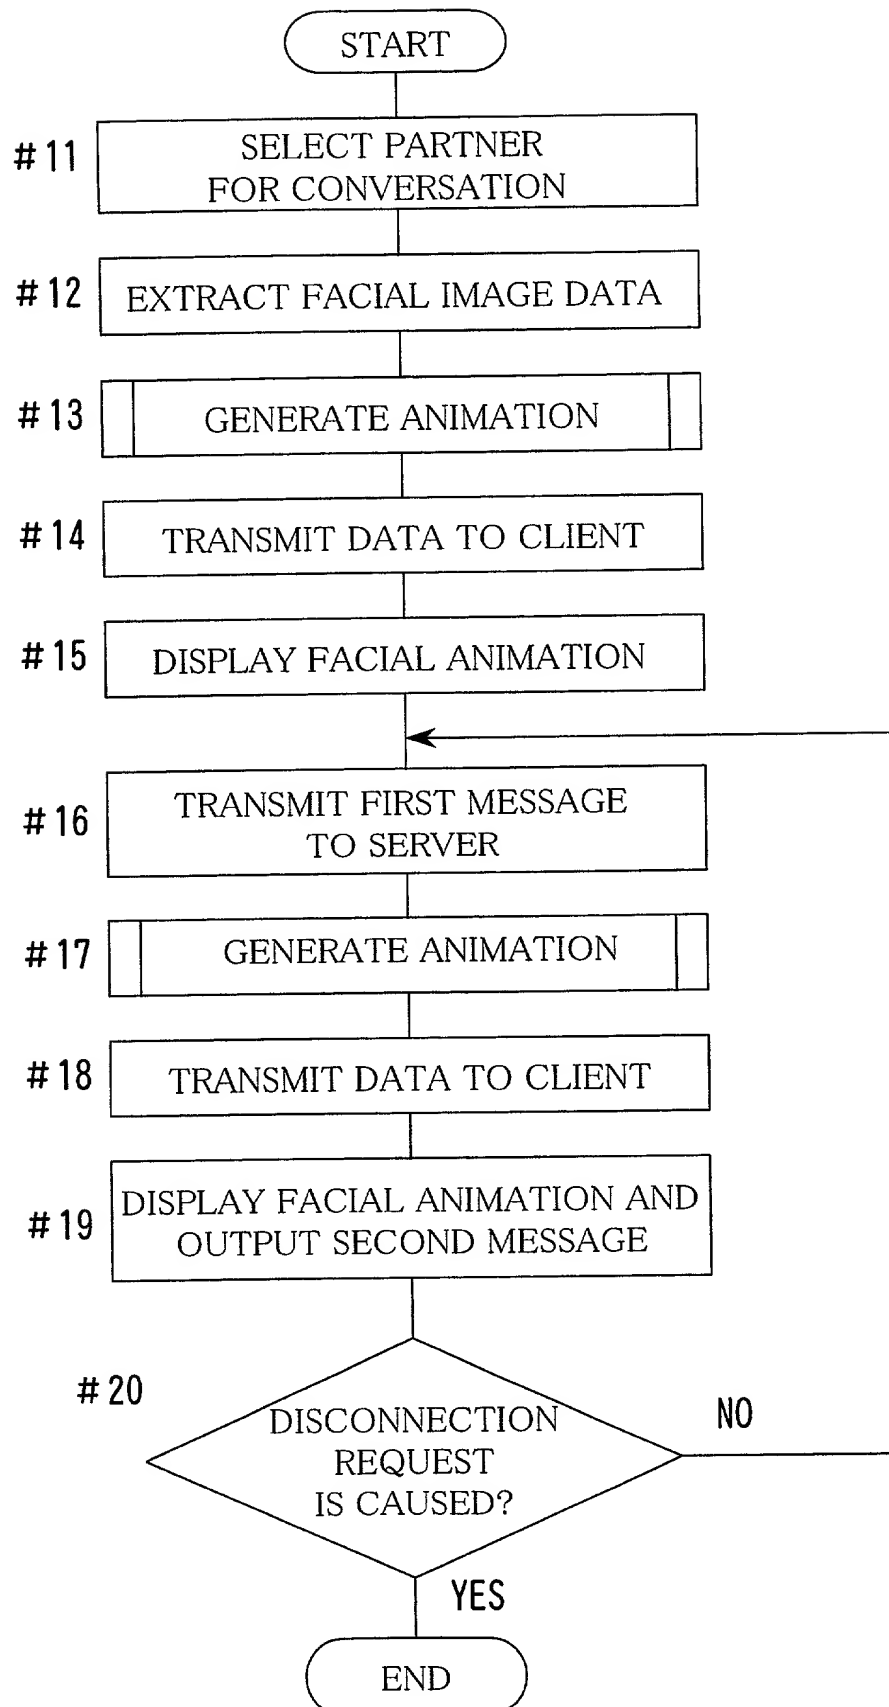 START
#11
SELECT PARTNER
FOR CONVERSATION
#12
EXTRACT FACIAL IMAGE DATA
#13
GENERATE ANIMATION
#14
TRANSMIT DATA TO CLIENT
#15
DISPLAY FACIAL ANIMATION
#16
TRANSMIT FIRST MESSAGE
TO SERVER
#17
GENERATE ANIMATION
#18
TRANSMIT DATA TO CLIENT
#19
DISPLAY FACIAL ANIMATION AND
OUTPUT SECOND MESSAGE
#20
DISCONNECTION
REQUEST
IS CAUSED?
NO
YES
END